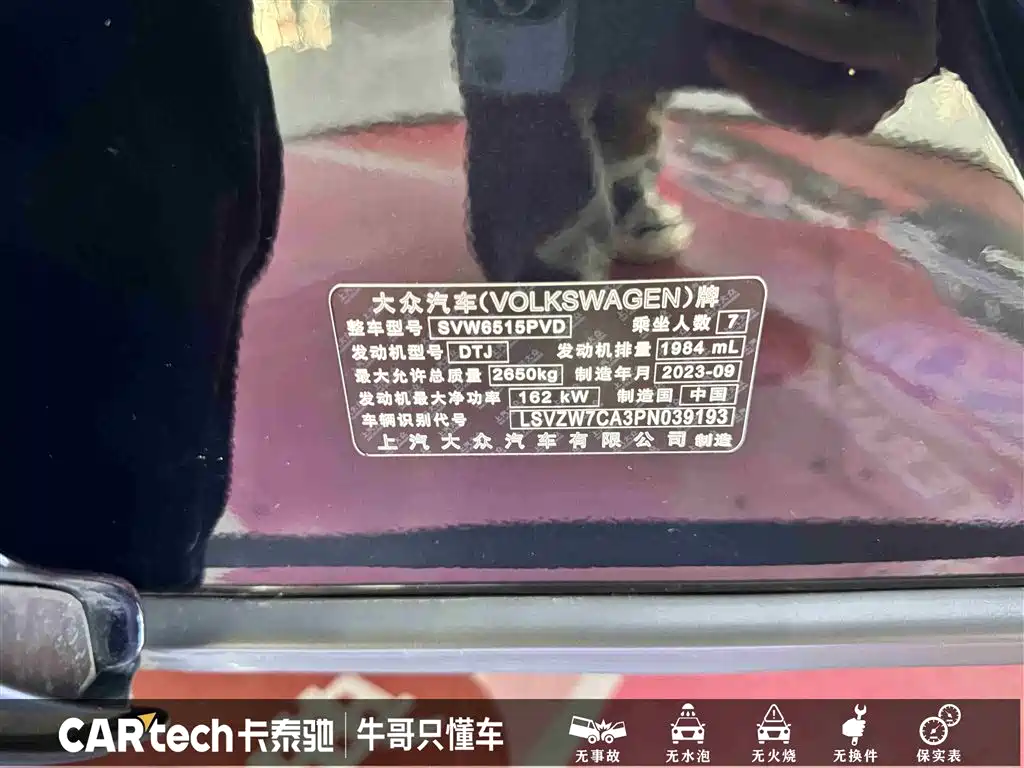 大众汽车(VOLKSWAGEN)牌
整车型号 SVW6515PVD 乘坐人数 7
发动机型号 DTJ 发动机排量 1984 mL
最大允许总质量 2650kg 制造年月 2023-09
发动机最大净功率 162 kW 制造国 中国
车辆识别代号 LSVZW7CA3PN039193
上汽大众汽车有限公司 制造
CARtech卡泰驰 牛哥只懂车
无事故 无水泡 无火烧 无换件 保实表